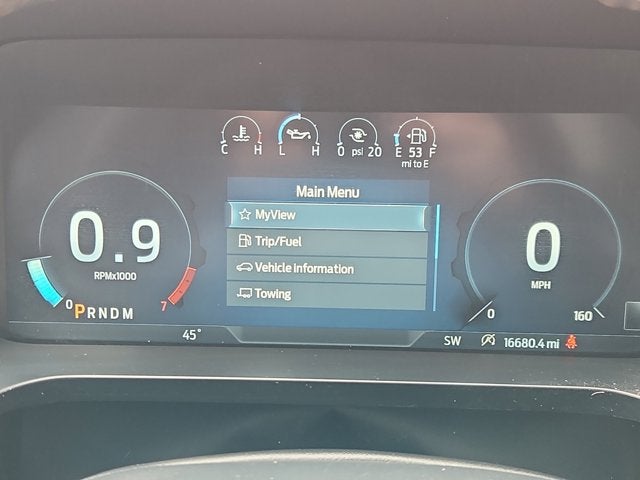 C H L H 0 psi 20 E 53 F
mi to E
Main Menu
MyView
Trip/Fuel
Vehicle Information
Towing
0.9
RPMx1000
0 7
PRNDM
0
MPH
0 160
45° SW 16680.4 mi